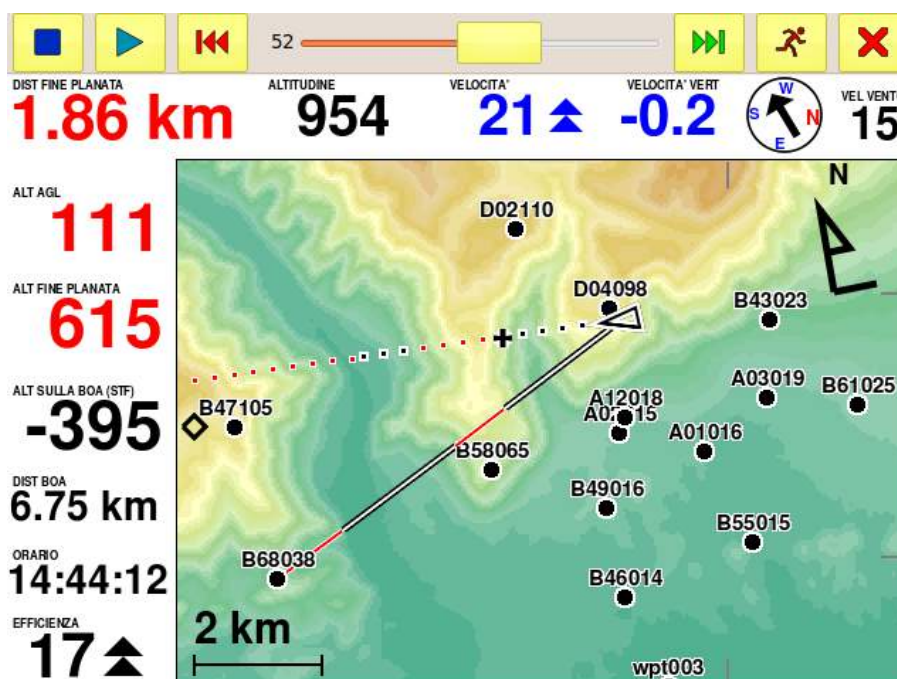 52
DIST FINE PLANATA
1.86 km
ALTITUDINE
954
VELOCITA'
21
VELOCITA' VERT
-0.2
W
S
N
E
VEL VENT
15
ALT AGL
111
ALT FINE PLANATA
615
ALT SULLA BOA (STF)
-395
DIST BOA
6.75 km
ORARIO
14:44:12
EFFICIENZA
17
N
D02110
D04098
B43023
A03019
B61025
A12018
B47105
A01016
B58065
B49016
B55015
B68038
B46014
2 km
wpt003